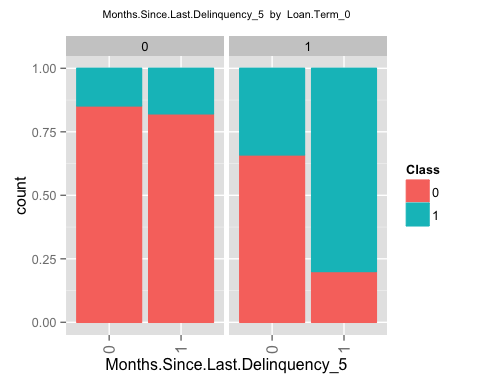 Months.Since.Last.Delinquency_5 by Loan.Term_0
0 1
1.00
0.75
0.50
0.25
0.00
count
0 1 0 1
Months.Since.Last.Delinquency_5
Class
0
1